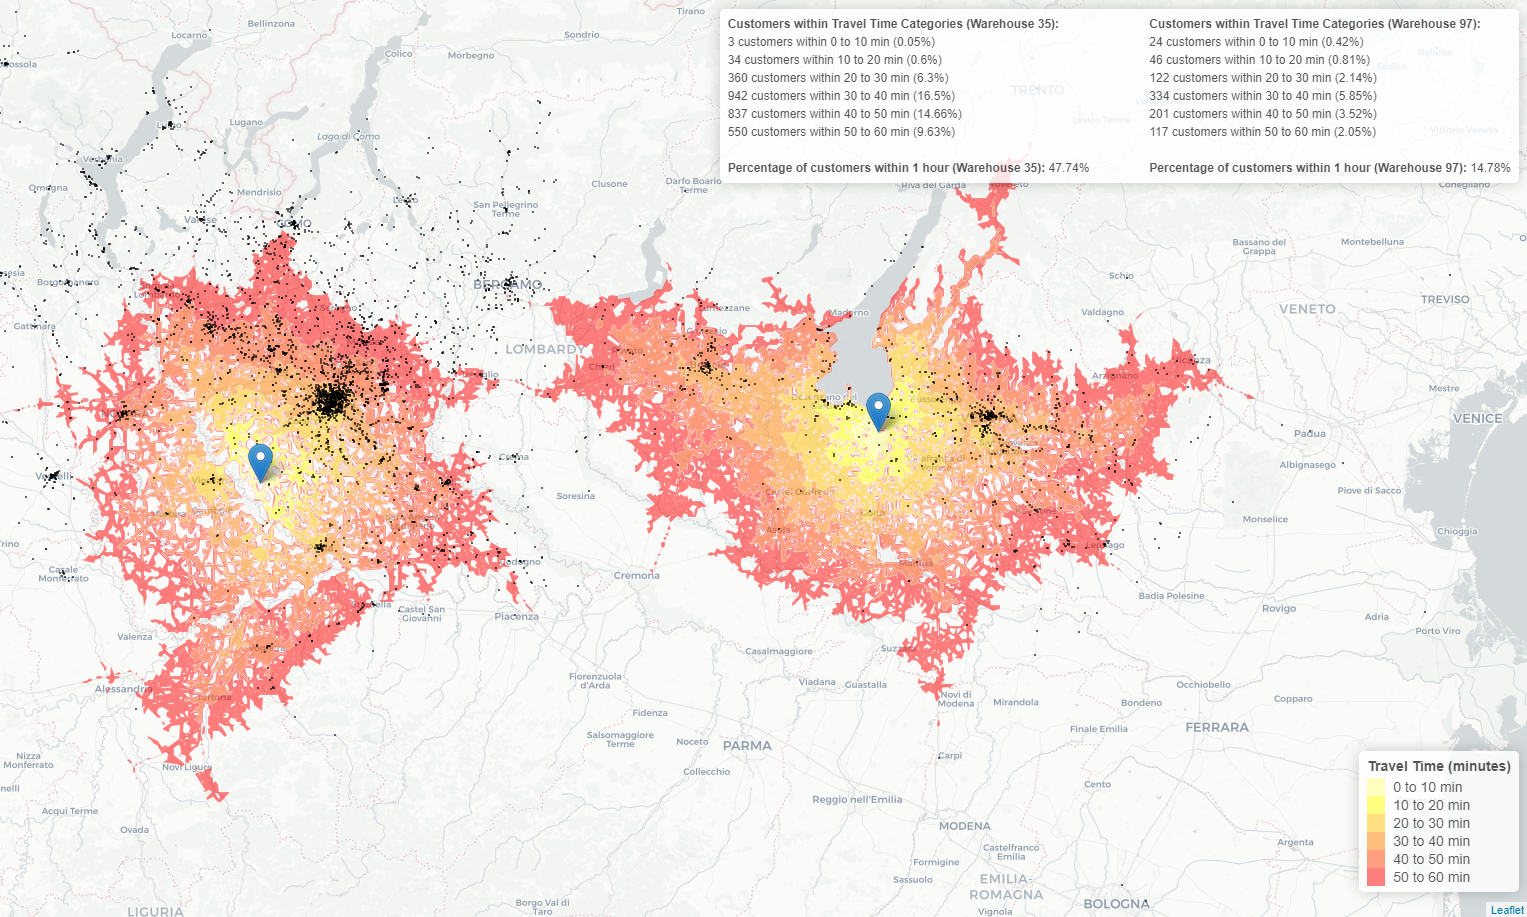 Customers within Travel Time Categories (Warehouse 35):
3 customers within 0 to 10 min (0.05%)
34 customers within 10 to 20 min (0.6%)
360 customers within 20 to 30 min (6.3%)
942 customers within 30 to 40 min (16.5%)
837 customers within 40 to 50 min (14.66%)
550 customers within 50 to 60 min (9.63%)
Percentage of customers within 1 hour (Warehouse 35): 47.74%
Customers within Travel Time Categories (Warehouse 97):
24 customers within 0 to 10 min (0.42%)
46 customers within 10 to 20 min (0.81%)
122 customers within 20 to 30 min (2.14%)
334 customers within 30 to 40 min (5.85%)
201 customers within 40 to 50 min (3.52%)
117 customers within 50 to 60 min (2.05%)
Percentage of customers within 1 hour (Warehouse 97): 14.78%
Tirano
Bellinzona
Locarno
Sondrio
Colico
Morbegno
Belluno
Sedico
TRENTO
Levico Terme
Lugano
Lago di Como
Vittorio Veneto
Verbania
Omegna
Mendrisio
Clusone
Darfo Boario
Terme
Riva del Garda
Rovereto
Conegliano
Lecco
San Pellegrino
Terme
Varese
COMO
Bassano del
Grappa
Montebelluna
Schio
Borgomanero
BERGAMO
Gattinara
Maderno
Valdagno
VENETO
TREVISO
LOMBARDY
Vicenza
Arzignano
Mestre
VENICE
Padua
Albignasego
Piove di Sacco
Crema
Soresina
Monselice
Chioggia
Asola
Goito
Legnago
Mantua
Casale
Monferrato
Cremona
Badia Polesine
Rovigo
Adria
Porto Viro
Castel San
Giovanni
Piacenza
Valenza
Casalmaggiore
Suzzara
Alessandria
Tortona
Fiorenzuola
d'Arda
Viadana
Guastalla
Occhiobello
Novi di
Modena
Mirandola
Bondeno
Copparo
Fidenza
Salsomaggiore
Terme
Noceto
PARMA
Finale Emilia
FERRARA
Nizza
Monferrato
Novi Ligure
Collecchio
Carpi
Cento
Reggio nell'Emilia
Acqui Terme
Ovada
MODENA
Castelfranco
Emilia
Argenta
Formigine
Sassuolo
EMILIA-
ROMAGNA
Borgo Val di
Taro
LIGURIA
Vignola
BOLOGNA
Travel Time (minutes)
0 to 10 min
10 to 20 min
20 to 30 min
30 to 40 min
40 to 50 min
50 to 60 min
Leaflet